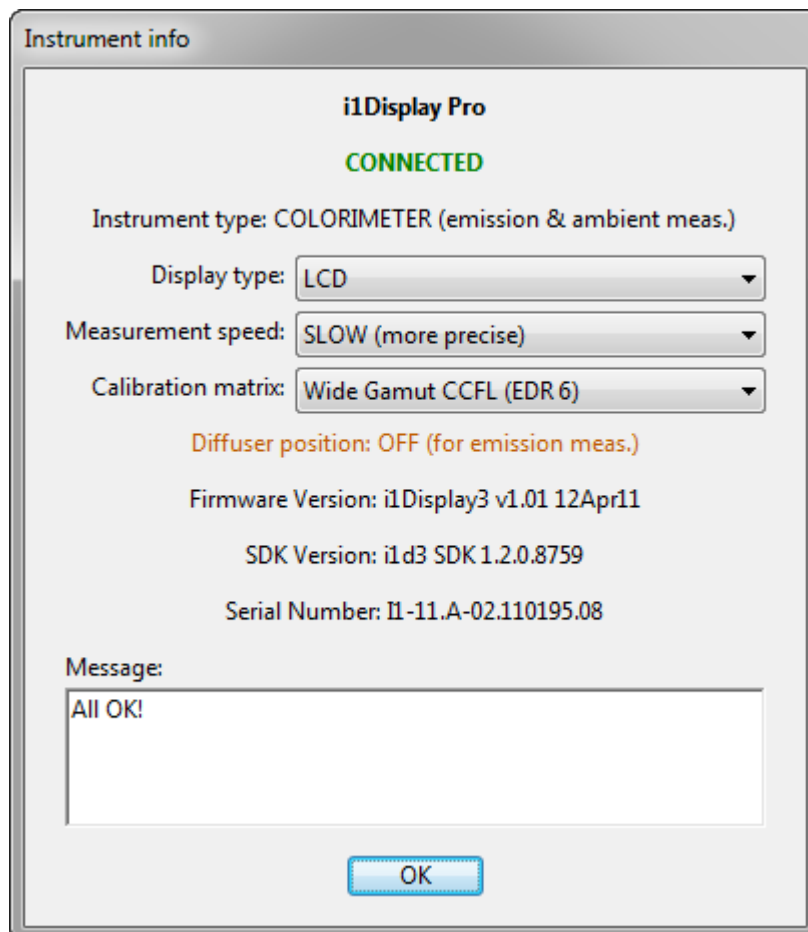 Instrument info
i1Display Pro
CONNECTED
Instrument type: COLORIMETER (emission & ambient meas.)
Display type: LCD
Measurement speed: SLOW (more precise)
Calibration matrix: Wide Gamut CCFL (EDR 6)
Diffuser position: OFF (for emission meas.)
Firmware Version: i1Display3 v1.01 12Apr11
SDK Version: i1d3 SDK 1.2.0.8759
Serial Number: I1-11.A-02.110195.08
Message:
All OK!
OK